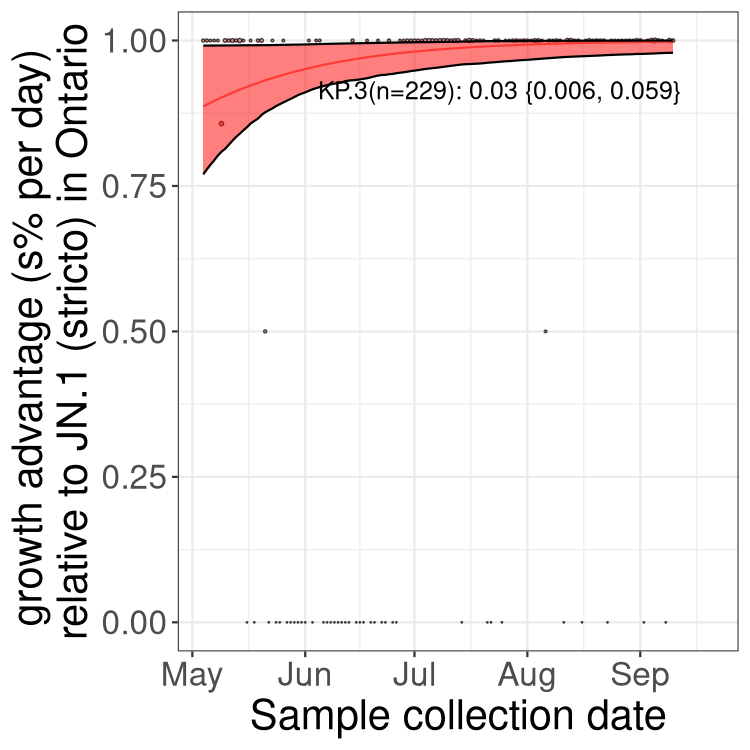 growth advantage (s% per day)
relative to JN.1 (stricto) in Ontario
1.00
0.75
0.50
0.25
0.00
KP.3(n=229): 0.03 {0.006, 0.059}
May Jun Jul Aug Sep
Sample collection date